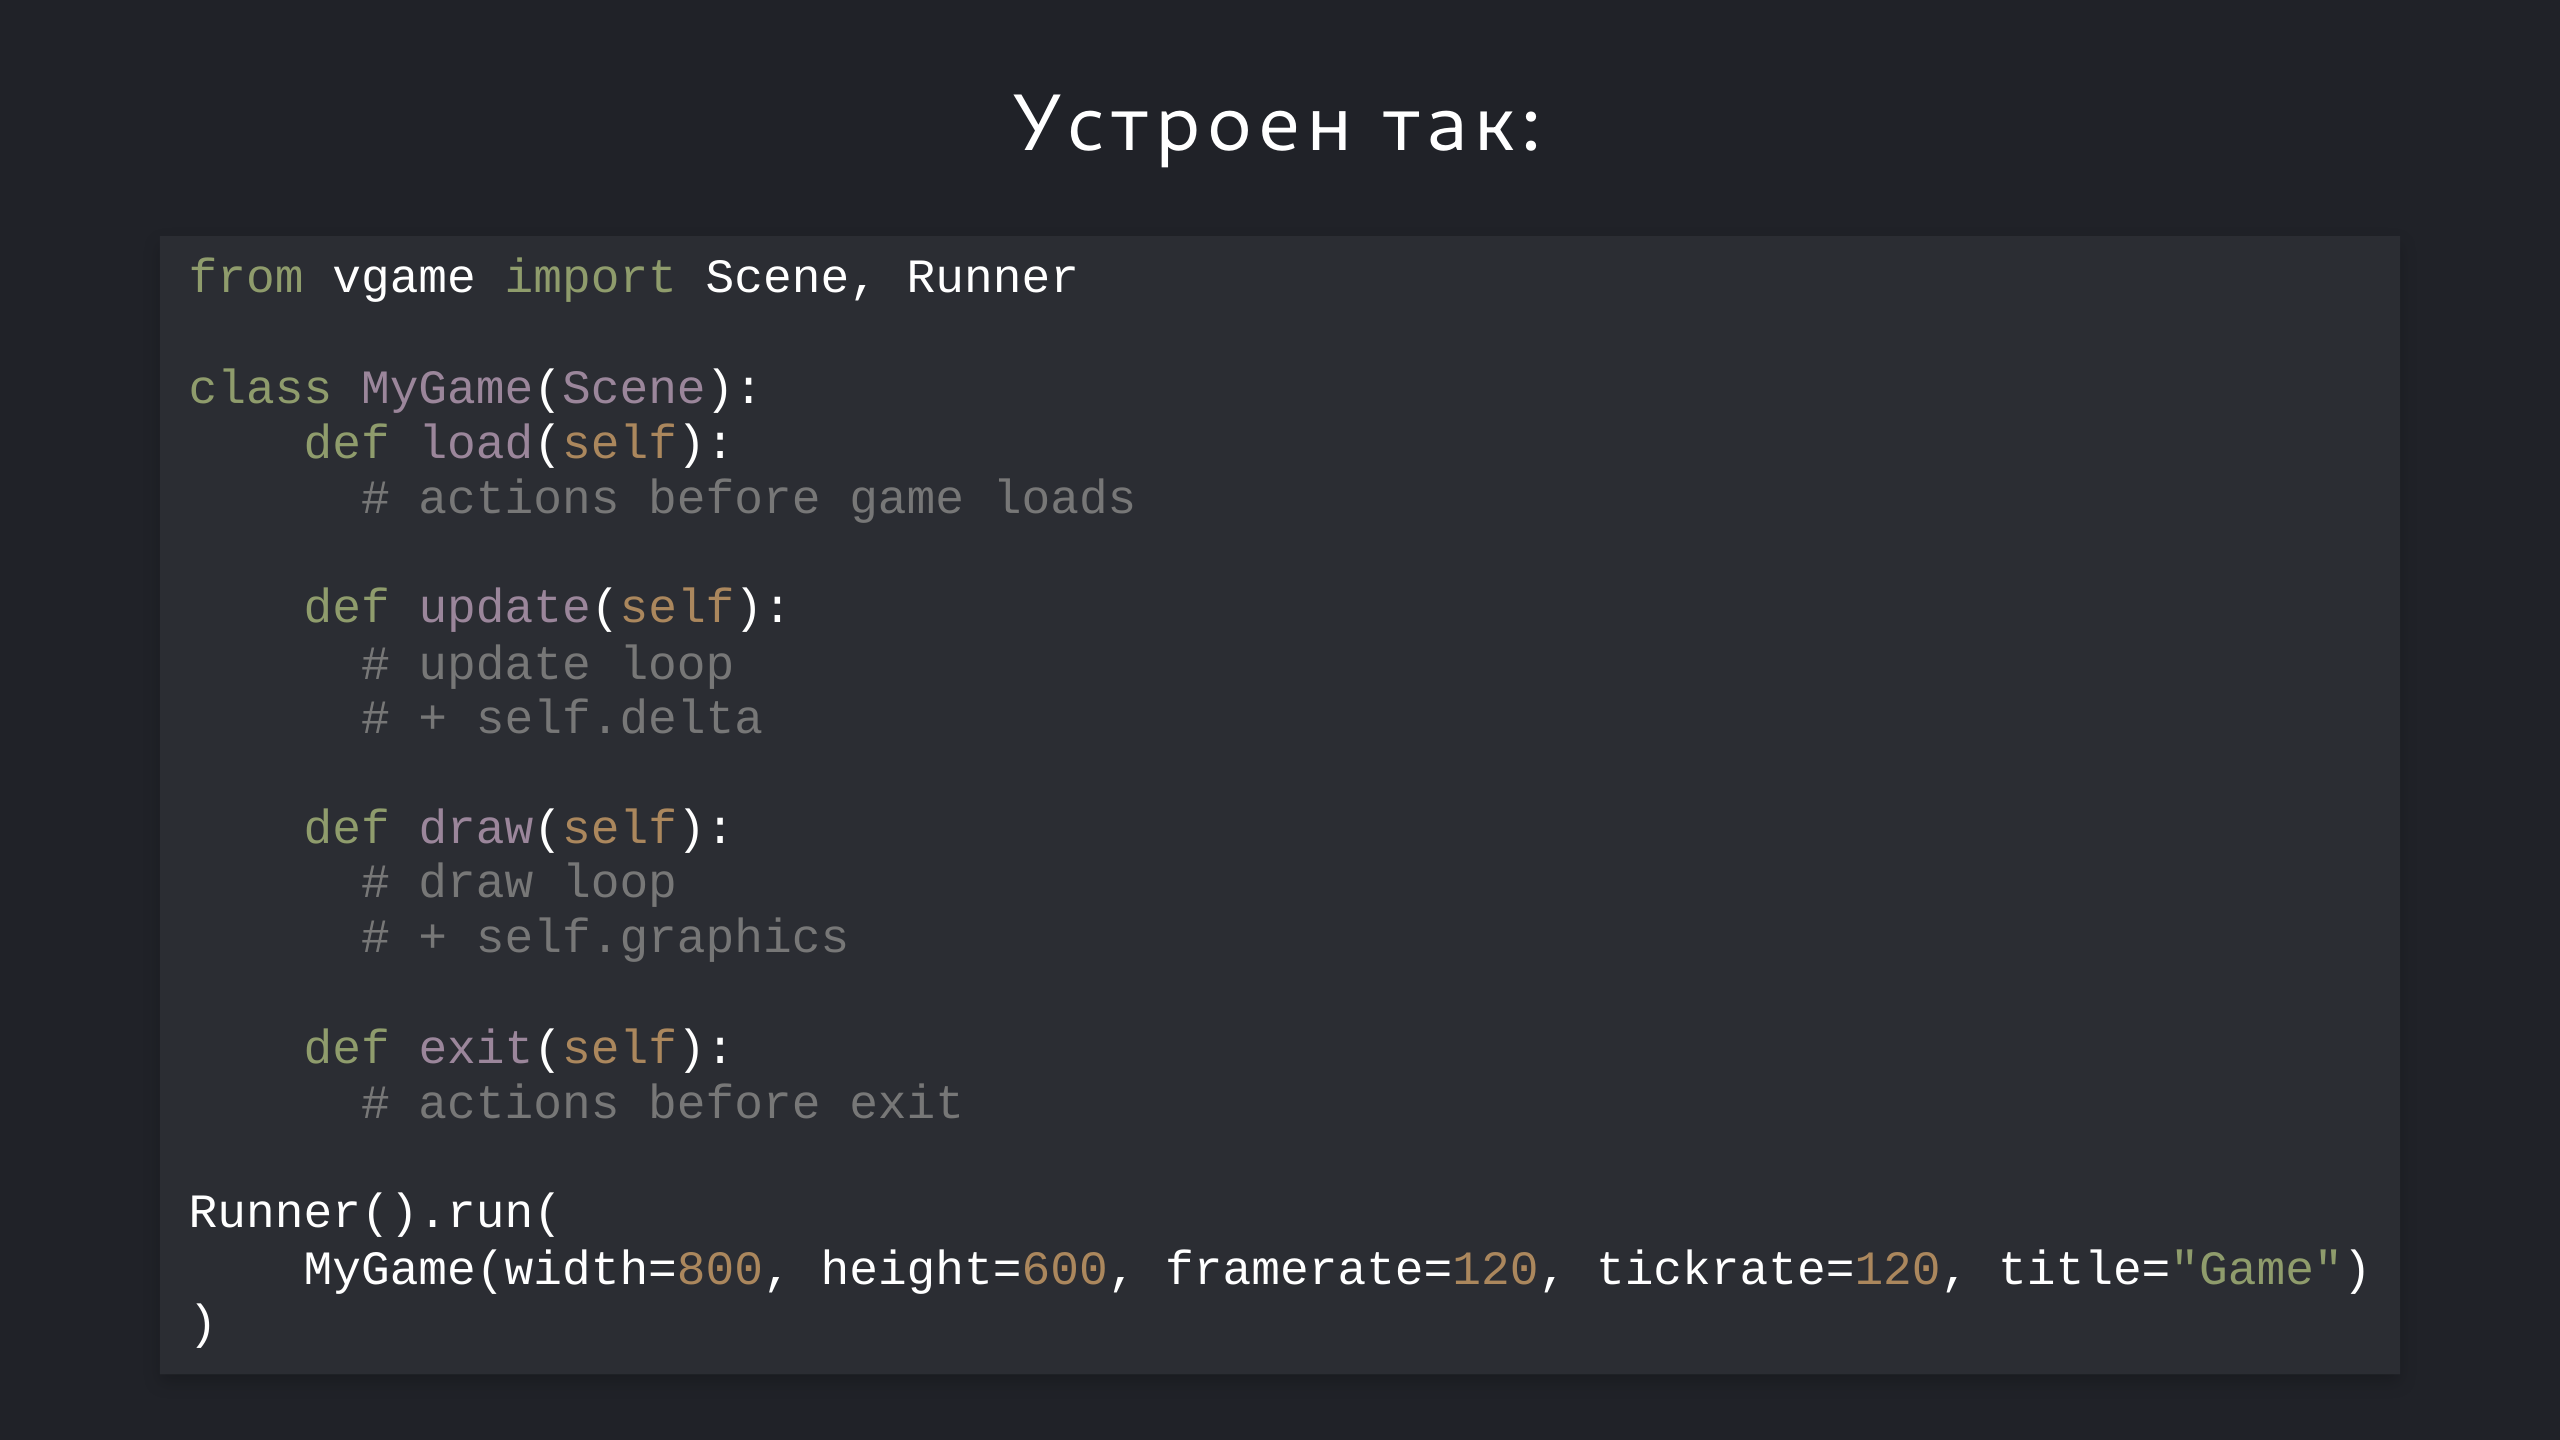 Устроен так:
from vgame import Scene, Runner
class MyGame(Scene):
    def load(self):
      # actions before game loads
    def update(self):
      # update loop
      # + self.delta
    def draw(self):
      # draw loop
      # + self.graphics
    def exit(self):
      # actions before exit
Runner().run(
    MyGame(width=800, height=600, framerate=120, tickrate=120, title="Game")
)